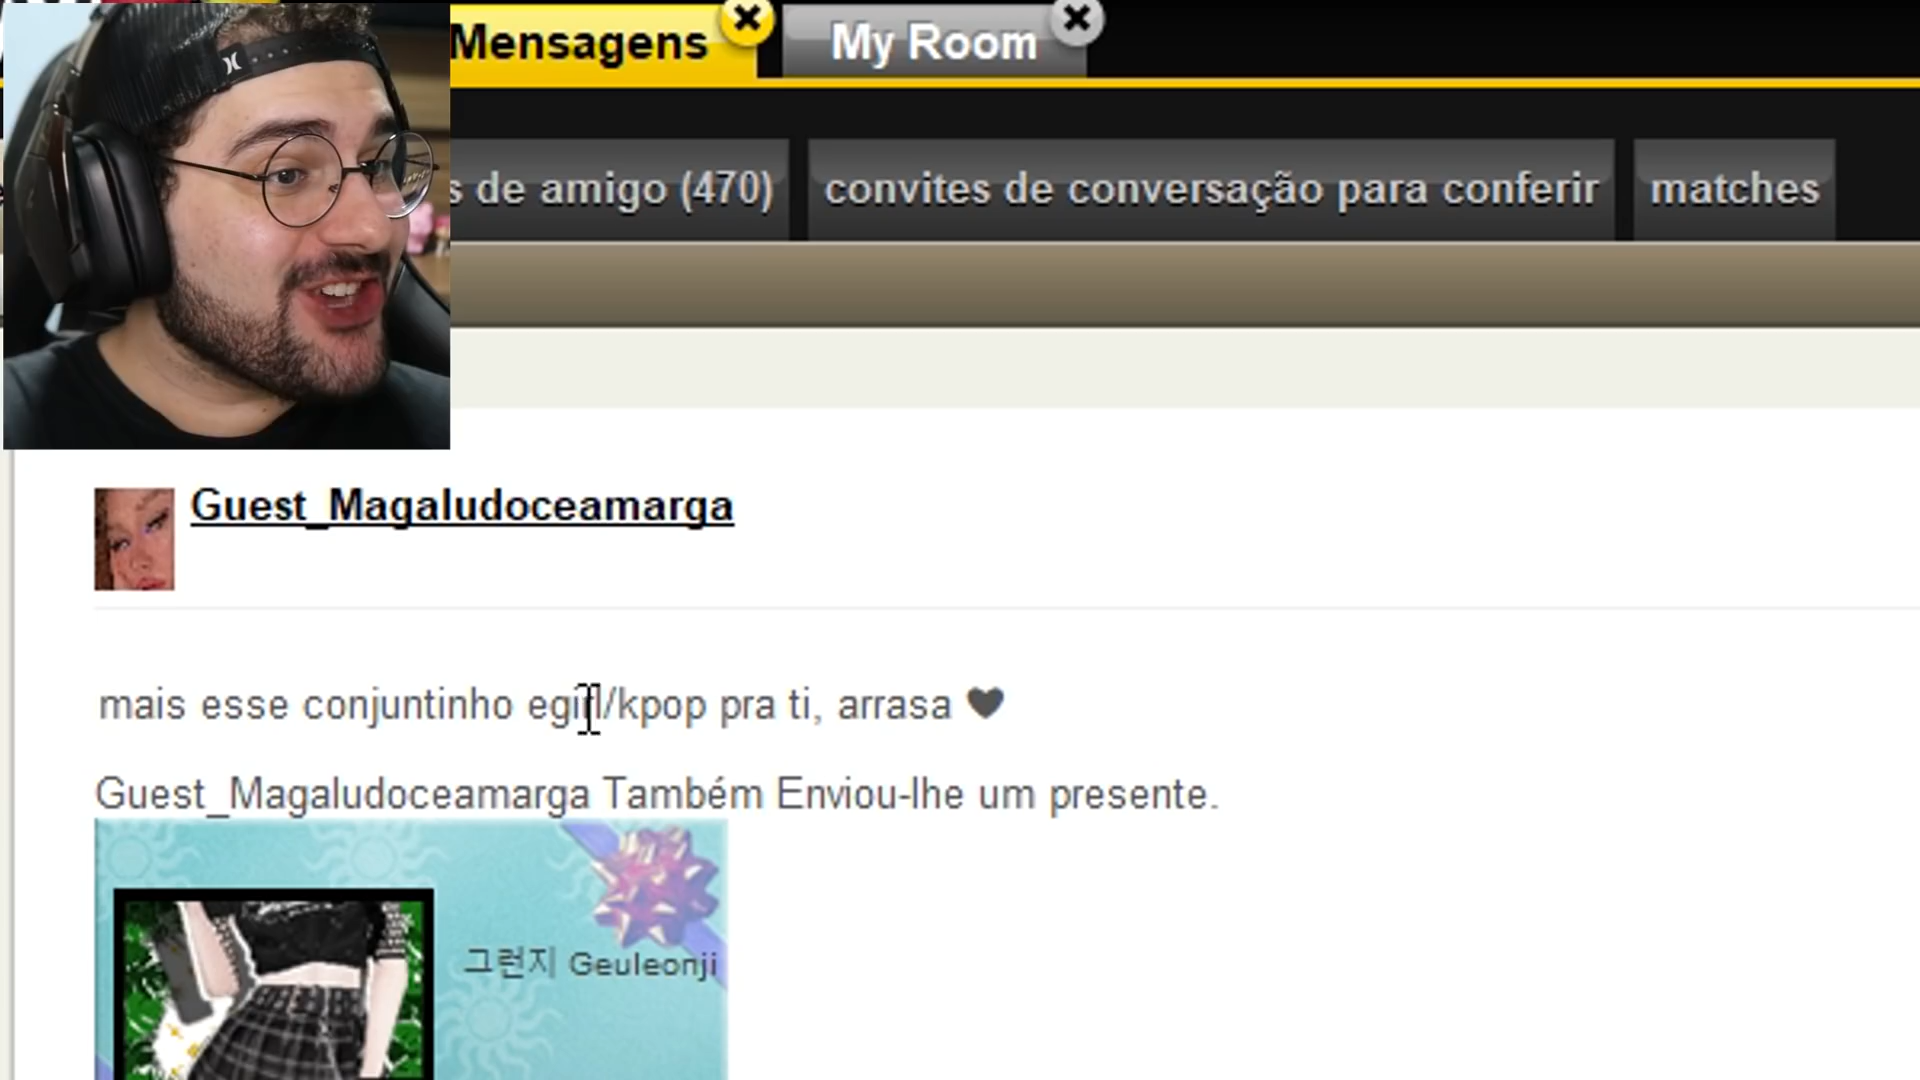 Mensagens
My Room
s de amigo (470)
convites de conversação para conferir
matches
Guest_Magaludoceamarga
mais esse conjuntinho egirl/kpop pra ti, arrasa ♥
Guest_Magaludoceamarga Também Enviou-lhe um presente.
그런지 Geuleonji